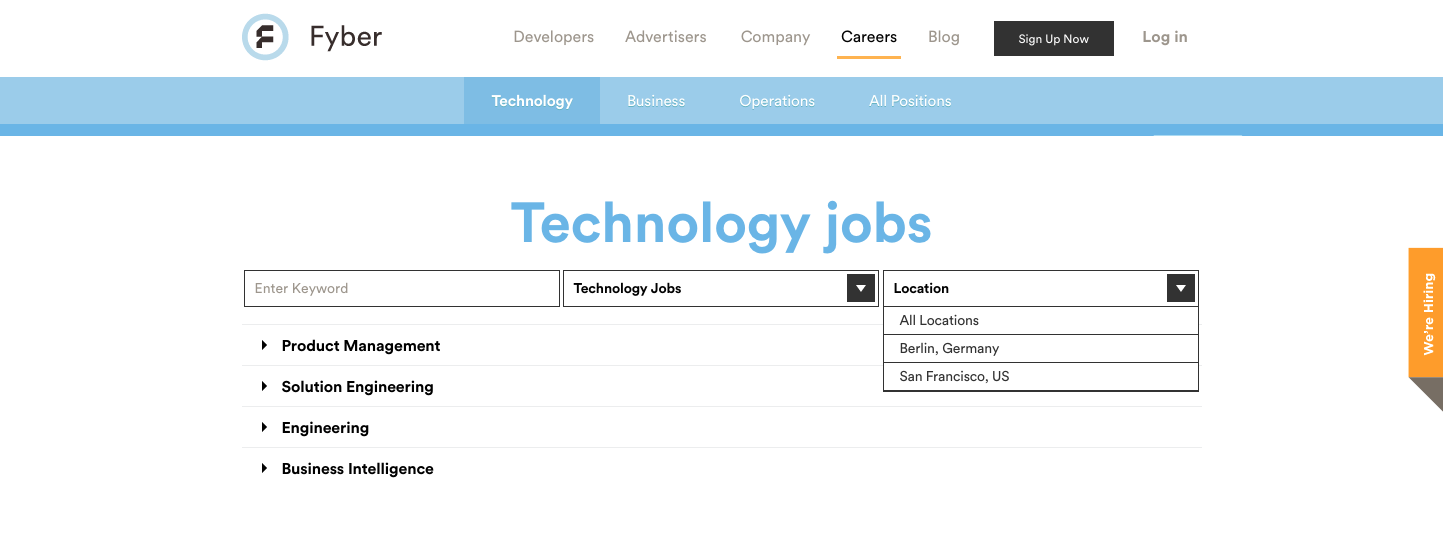 Fyber
Developers Advertisers Company Careers Blog Sign Up Now Log in
Technology Business Operations All Positions
Technology jobs
Enter Keyword Technology Jobs Location
All Locations
Berlin, Germany
San Francisco, US
Product Management
Solution Engineering
Engineering
Business Intelligence
We're Hiring